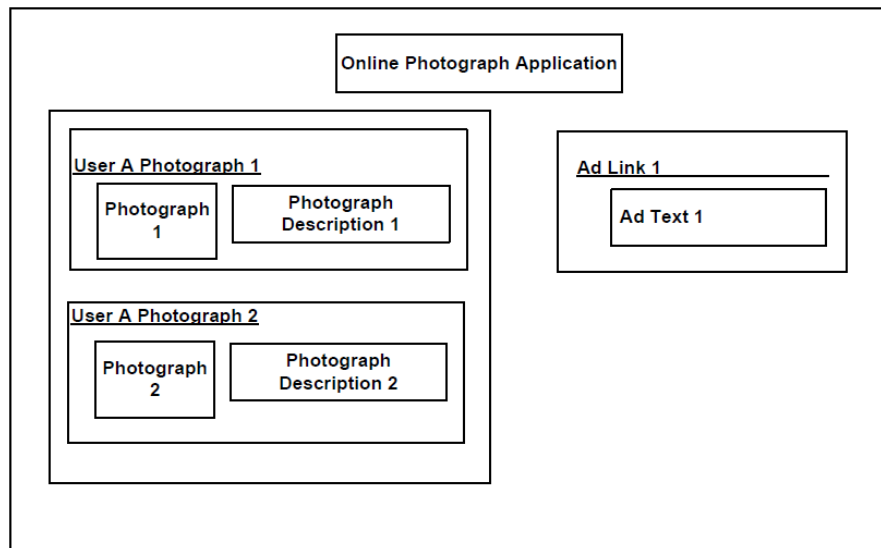 Online Photograph Application
User A Photograph 1
Photograph
1
Photograph
Description 1
Ad Link 1
Ad Text 1
User A Photograph 2
Photograph
2
Photograph
Description 2